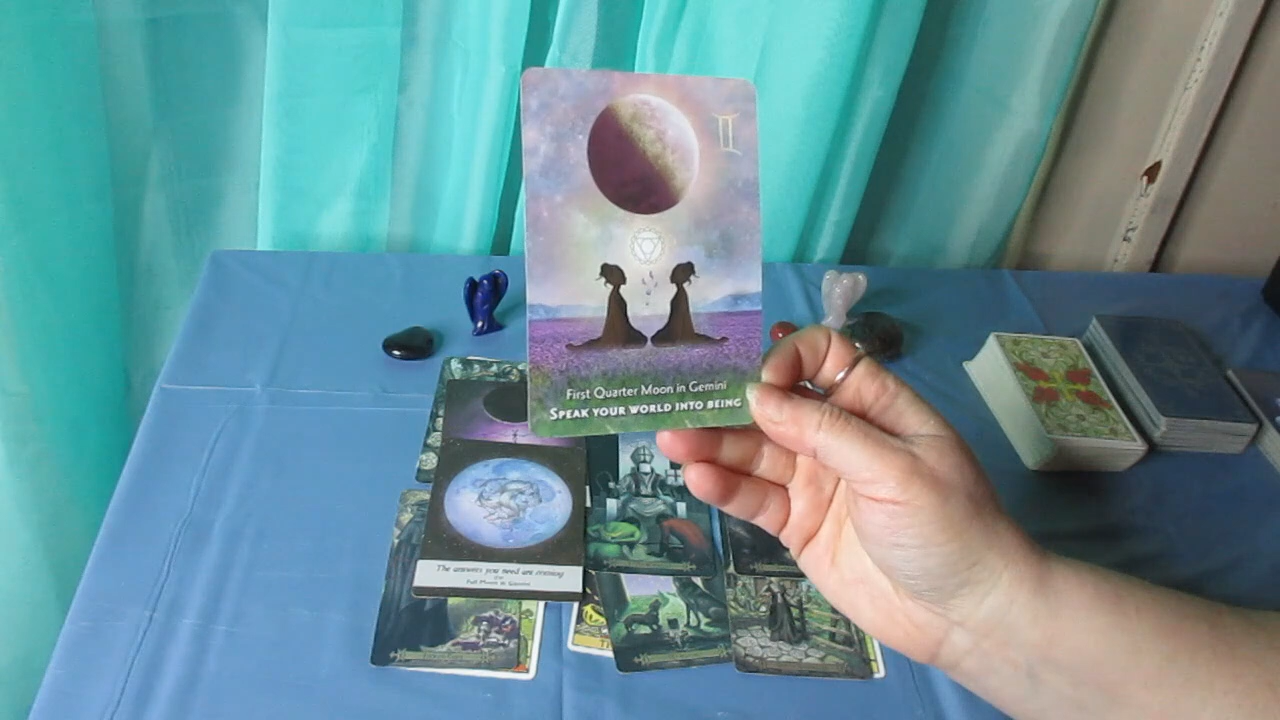 First Quarter Moon in Gemini
SPEAK YOUR WORLD INTO BEING
The answers you need are coming
Full Moon in Gemini